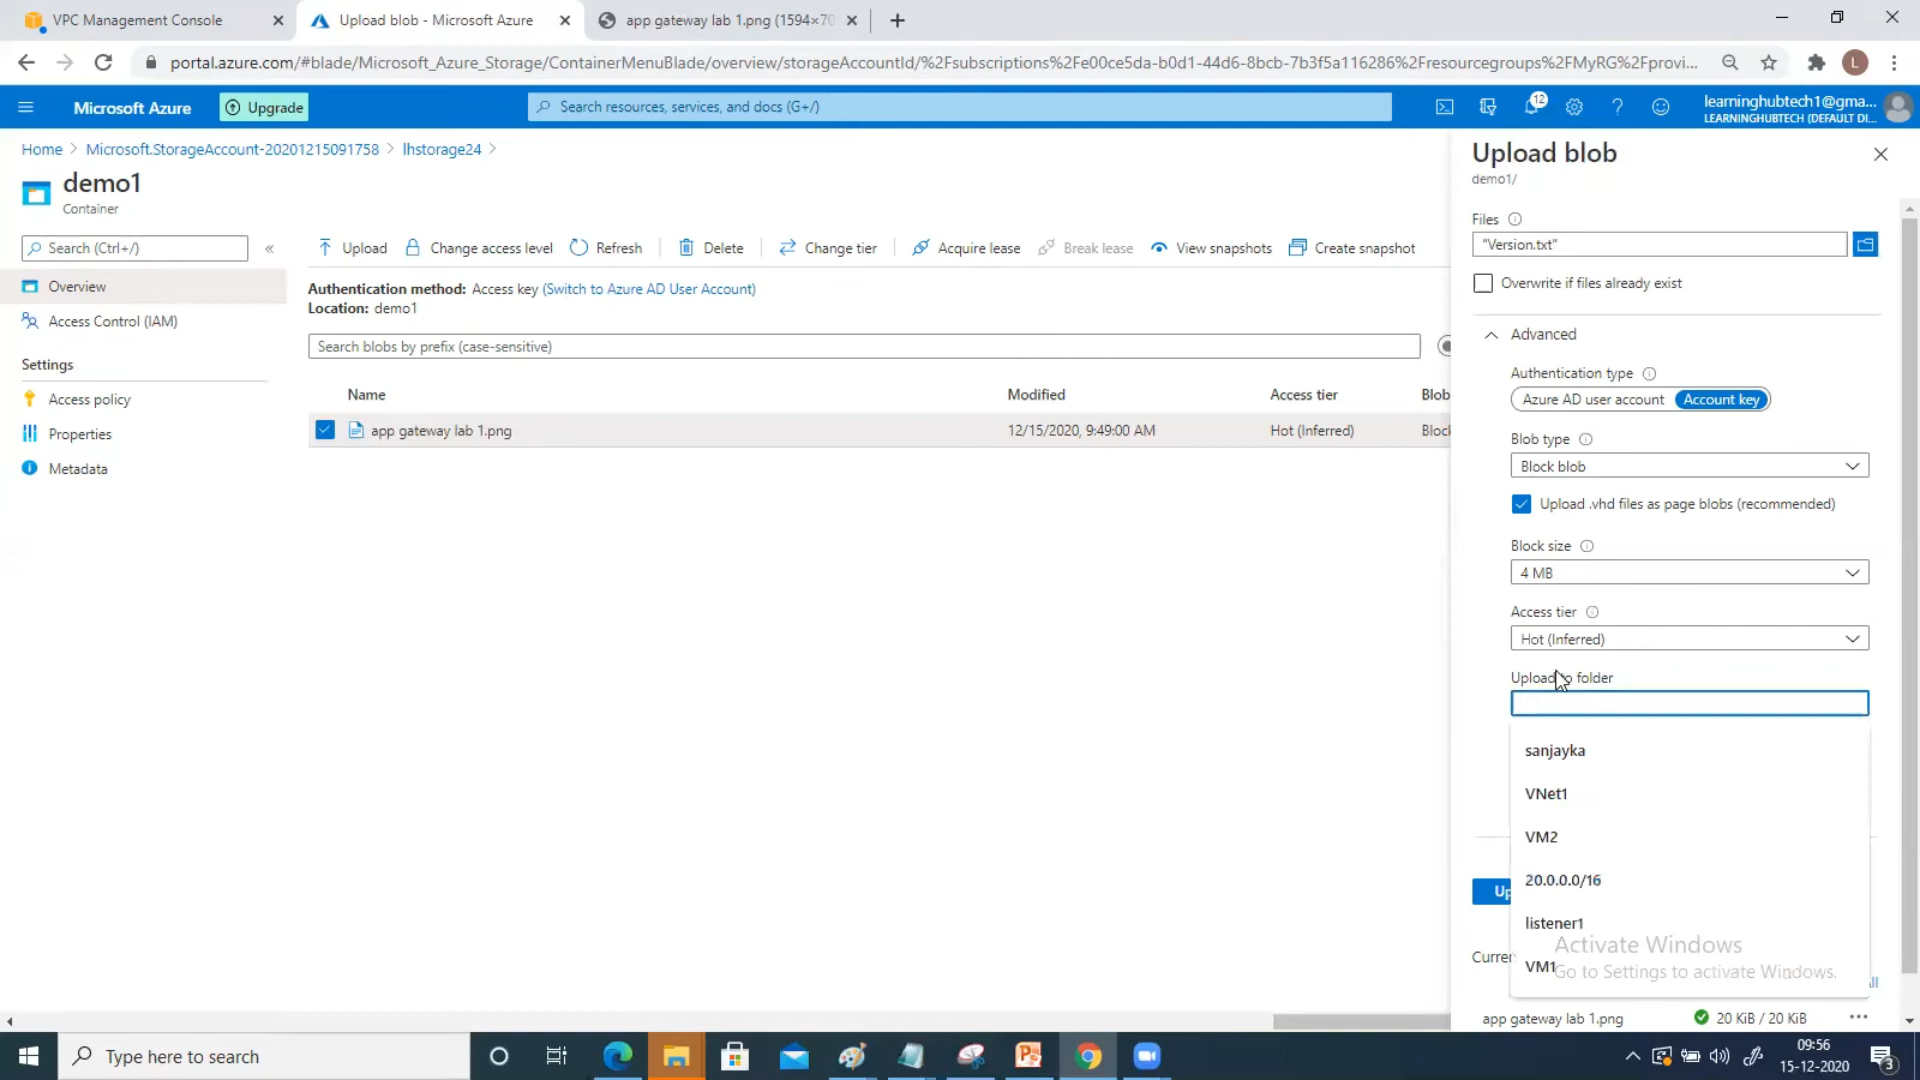 VPC Management Console
Upload blob - Microsoft Azure
app gateway lab 1.png (1594×70
portal.azure.com/#blade/Microsoft_Azure_Storage/ContainerMenuBlade/overview/storageAccountId/%2Fsubscriptions%2Fe00ce5da-b0d1-44d6-8bcb-7b3f5a116286%2Fresourcegroups%2FMyRG%2Fprovi...
L
Microsoft Azure
Upgrade
Search resources, services, and docs (G+/)
12
?
learninghubtech1@gma...
LEARNINGHUBTECH (DEFAULT DI...
Home > Microsoft.StorageAccount-20201215091758 > lhstorage24 >
demo1
Container
Search (Ctrl+/)
«
Overview
Access Control (IAM)
Settings
Access policy
Properties
Metadata
Upload
Change access level
Refresh
Delete
Change tier
Acquire lease
Break lease
View snapshots
Create snapshot
Authentication method: Access key (Switch to Azure AD User Account)
Location: demo1
Search blobs by prefix (case-sensitive)
Name Modified Access tier Blob
app gateway lab 1.png 12/15/2020, 9:49:00 AM Hot (Inferred) Block
Upload blob
demo1/
Files
"Version.txt"
Overwrite if files already exist
Advanced
Authentication type
Azure AD user account Account key
Blob type
Block blob
Upload .vhd files as page blobs (recommended)
Block size
4 MB
Access tier
Hot (Inferred)
Upload to folder
sanjayka
VNet1
VM2
20.0.0.0/16
Up
listener1
Activate Windows
Curren
VM1
Go to Settings to activate Windows.
all
app gateway lab 1.png 20 KiB / 20 KiB ...
Type here to search
09:56
15-12-2020
3